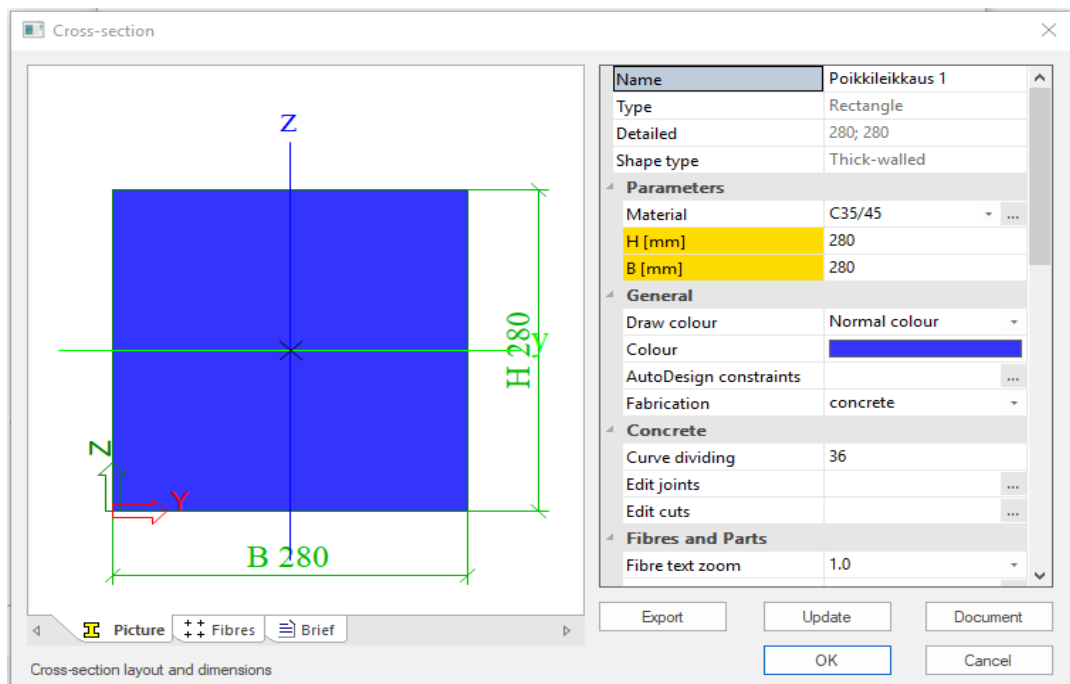 Cross-section
Z
y
H 280
Z
Y
B 280
Picture
Fibres
Brief
Cross-section layout and dimensions
Name Poikkileikkaus 1
Type Rectangle
Detailed 280; 280
Shape type Thick-walled
Parameters
Material C35/45 ...
H [mm] 280
B [mm] 280
General
Draw colour Normal colour
Colour
AutoDesign constraints ...
Fabrication concrete
Concrete
Curve dividing 36
Edit joints ...
Edit cuts ...
Fibres and Parts
Fibre text zoom 1.0
Export Update Document
OK Cancel